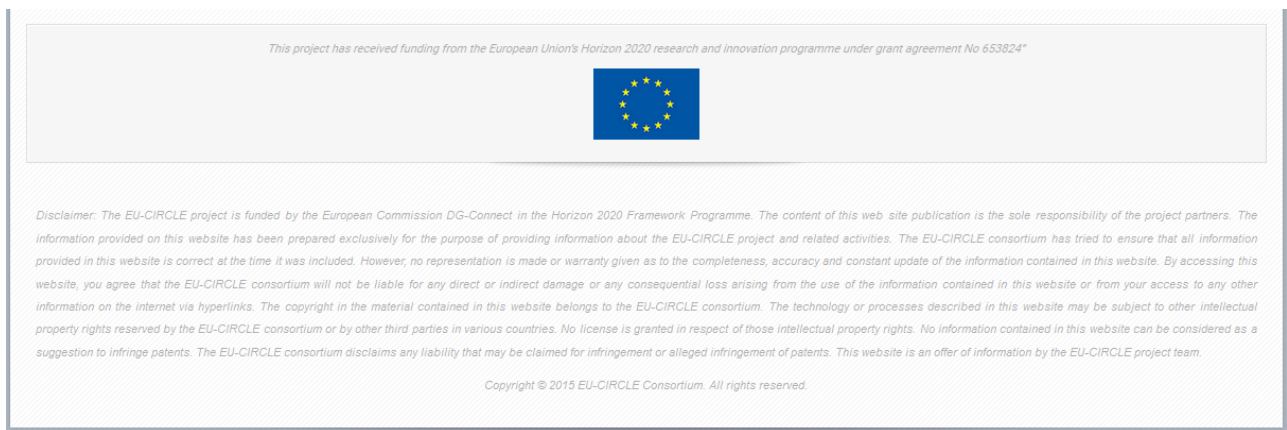 This project has received funding from the European Union's Horizon 2020 research and innovation programme under grant agreement No 653824"
Disclaimer: The EU-CIRCLE project is funded by the European Commission DG-Connect in the Horizon 2020 Framework Programme. The content of this web site publication is the sole responsibility of the project partners. The
information provided on this website has been prepared exclusively for the purpose of providing information about the EU-CIRCLE project and related activities. The EU-CIRCLE consortium has tried to ensure that all information
provided in this website is correct at the time it was included. However, no representation is made or warranty given as to the completeness, accuracy and constant update of the information contained in this website. By accessing this
website, you agree that the EU-CIRCLE consortium will not be liable for any direct or indirect damage or any consequential loss arising from the use of the information contained in this website or from your access to any other
information on the internet via hyperlinks. The copyright in the material contained in this website belongs to the EU-CIRCLE consortium. The technology or processes described in this website may be subject to other intellectual
property rights reserved by the EU-CIRCLE consortium or by other third parties in various countries. No license is granted in respect of those intellectual property rights. No information contained in this website can be considered as a
suggestion to infringe patents. The EU-CIRCLE consortium disclaims any liability that may be claimed for infringement or alleged infringement of patents. This website is an offer of information by the EU-CIRCLE project team.
Copyright © 2015 EU-CIRCLE Consortium. All rights reserved.